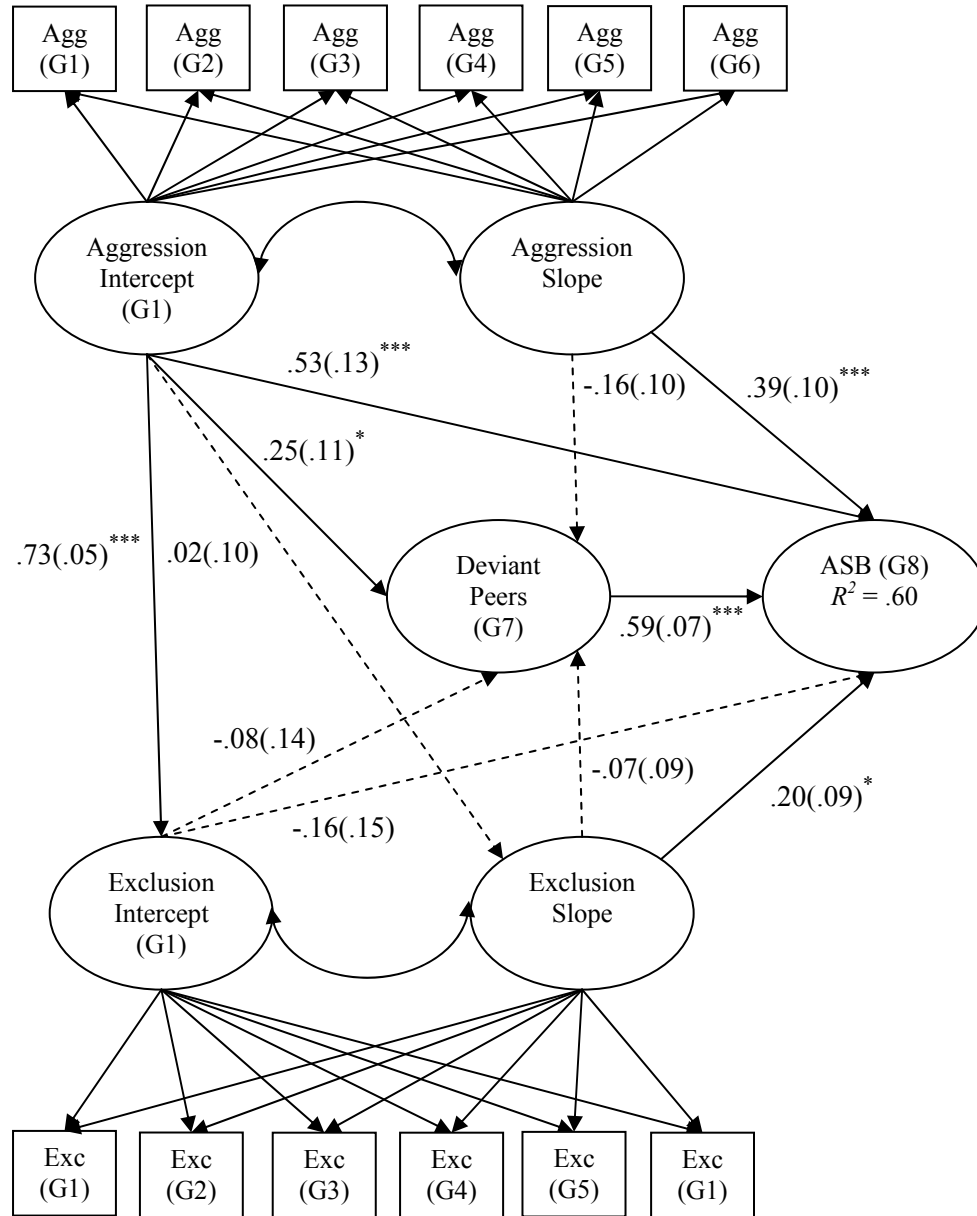 Agg
(G1)
Agg
(G2)
Agg
(G3)
Agg
(G4)
Agg
(G5)
Agg
(G6)
Aggression
Intercept
(G1)
Aggression
Slope
.53(.13)***
-.16(.10)
.39(.10)***
.25(.11)*
.73(.05)***
.02(.10)
Deviant
Peers
(G7)
ASB (G8)
R² = .60
.59(.07)***
-.08(.14)
-.07(.09)
.20(.09)*
-.16(.15)
Exclusion
Intercept
(G1)
Exclusion
Slope
Exc
(G1)
Exc
(G2)
Exc
(G3)
Exc
(G4)
Exc
(G5)
Exc
(G1)